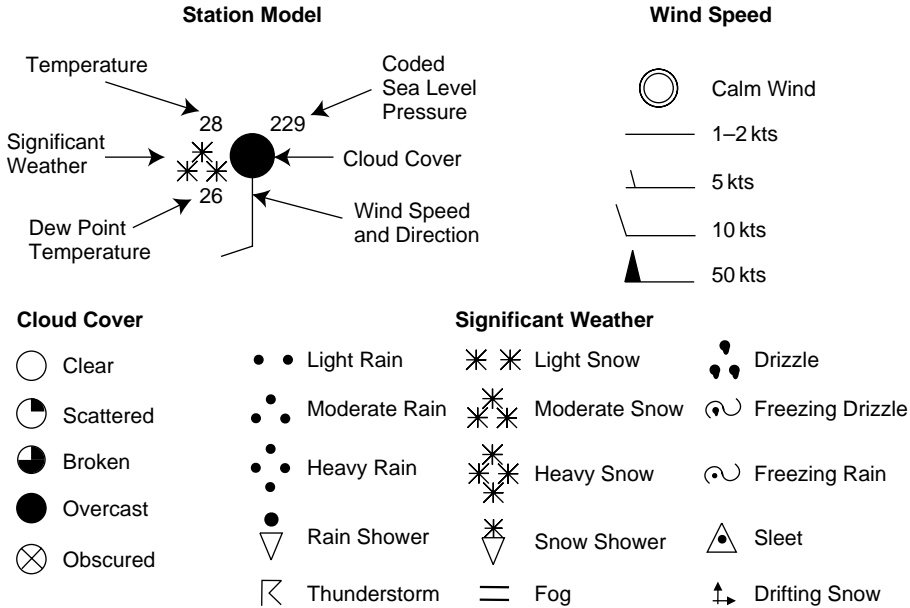 Station Model
Wind Speed
Temperature
Coded
Sea Level
Pressure
28
229
Significant
Weather
Cloud Cover
26
Dew Point
Temperature
Wind Speed
and Direction
Calm Wind
1–2 kts
5 kts
10 kts
50 kts
Cloud Cover
Clear
Scattered
Broken
Overcast
Obscured
Significant Weather
Light Rain
Moderate Rain
Heavy Rain
Rain Shower
Thunderstorm
Light Snow
Moderate Snow
Heavy Snow
Snow Shower
Fog
Drizzle
Freezing Drizzle
Freezing Rain
Sleet
Drifting Snow